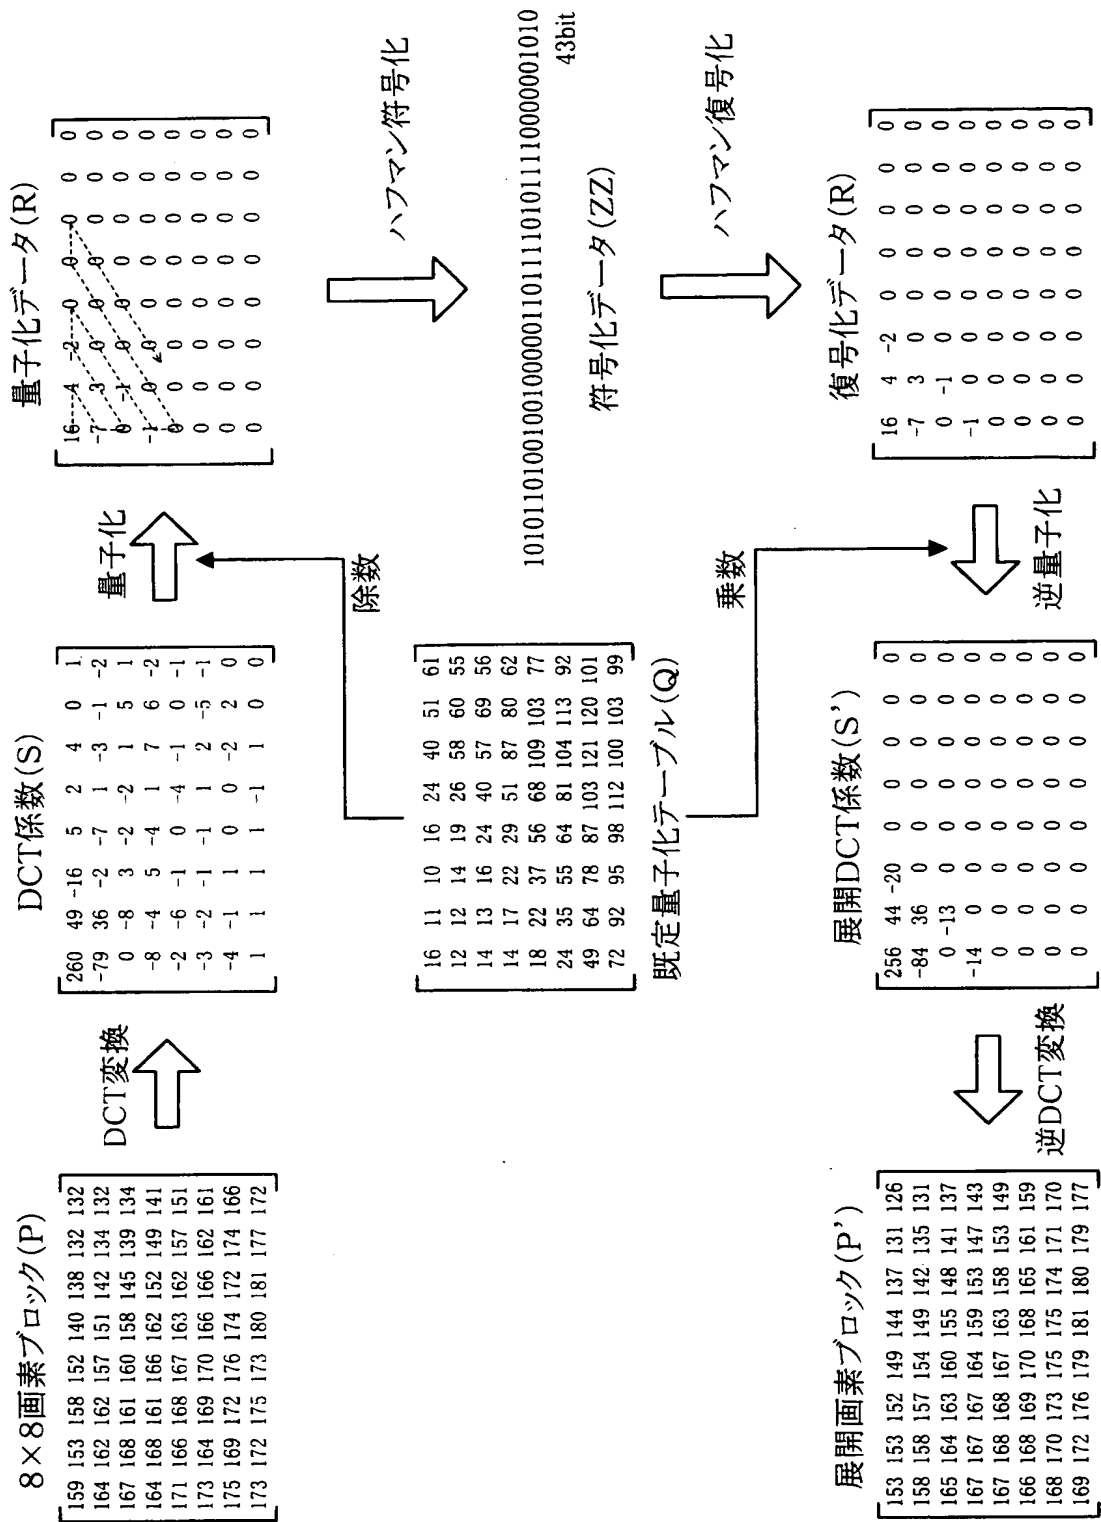 8×8画素ブロック(P)
159 153 158 152 140 138 132 132
164 162 162 157 151 142 134 132
167 168 161 160 158 145 139 134
164 168 161 166 162 152 149 141
171 166 168 167 163 162 157 151
173 164 169 170 166 166 162 161
175 169 172 176 174 172 174 166
173 172 175 173 180 181 177 172
DCT変換
DCT係数(S)
260 49 -16 5 2 4 0 1
-79 36 -2 -7 1 -3 -1 -2
0 -8 3 -2 -2 1 5 1
-8 -4 5 -4 1 7 6 -2
-2 -6 -1 0 -4 -1 0 -1
-3 -2 -1 -1 1 2 -5 -1
-4 -1 1 0 0 -2 2 0
1 1 1 1 -1 1 0 0
量子化
量子化データ(R)
16 4 -2 0 0 0 0 0
-7 3 0 0 0 0 0 0
0 -1 0 0 0 0 0 0
-1 0 0 0 0 0 0 0
0 0 0 0 0 0 0 0
0 0 0 0 0 0 0 0
0 0 0 0 0 0 0 0
0 0 0 0 0 0 0 0
除数
既定量子化テーブル(Q)
16 11 10 16 24 40 51 61
12 12 14 19 26 58 60 55
14 13 16 24 40 57 69 56
14 17 22 29 51 87 80 62
18 22 37 56 68 109 103 77
24 35 55 64 81 104 113 92
49 64 78 87 103 121 120 101
72 92 95 98 112 100 103 99
乗数
ハフマン符号化
1010110100100100000110111101011110000001010
43bit
符号化データ(ZZ)
ハフマン復号化
展開画素ブロック(P')
153 153 152 149 144 137 131 126
158 158 157 154 149 142 135 131
165 164 163 160 155 148 141 137
167 167 167 164 159 153 147 143
167 168 168 167 163 158 153 149
166 168 169 170 168 165 161 159
168 170 173 175 175 174 171 170
169 172 176 179 181 180 179 177
逆DCT変換
展開DCT係数(S')
256 44 -20 0 0 0 0 0
-84 36 0 0 0 0 0 0
0 -13 0 0 0 0 0 0
-14 0 0 0 0 0 0 0
0 0 0 0 0 0 0 0
0 0 0 0 0 0 0 0
0 0 0 0 0 0 0 0
0 0 0 0 0 0 0 0
逆量子化
復号化データ(R)
16 4 -2 0 0 0 0 0
-7 3 0 0 0 0 0 0
0 -1 0 0 0 0 0 0
-1 0 0 0 0 0 0 0
0 0 0 0 0 0 0 0
0 0 0 0 0 0 0 0
0 0 0 0 0 0 0 0
0 0 0 0 0 0 0 0